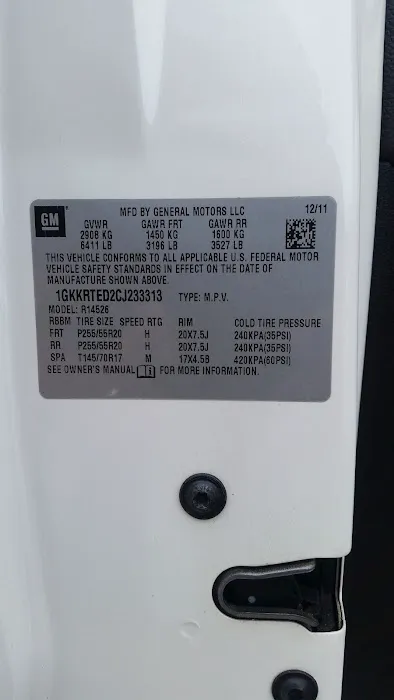 GM MFD BY GENERAL MOTORS LLC 12/11
GVWR GAWR FRT GAWR RR
2908 KG 1450 KG 1600 KG
6411 LB 3196 LB 3527 LB
THIS VEHICLE CONFORMS TO ALL APPLICABLE U.S. FEDERAL MOTOR
VEHICLE SAFETY STANDARDS IN EFFECT ON THE DATE OF
MANUFACTURE SHOWN ABOVE.
1GKKRTED2CJ233313 TYPE: M.P.V.
MODEL: R14526
RBBM TIRE SIZE SPEED RTG RIM COLD TIRE PRESSURE
FRT P255/55R20 H 20X7.5J 240KPA(35PSI)
RR P255/55R20 H 20X7.5J 240KPA(35PSI)
SPA T145/70R17 M 17X4.5B 420KPA(60PSI)
SEE OWNER'S MANUAL FOR MORE INFORMATION.